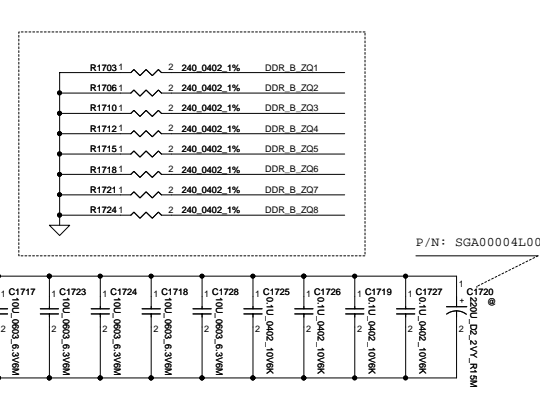 R1703 1 2 240_0402_1% DDR_B_ZQ1
R1706 1 2 240_0402_1% DDR_B_ZQ2
R1710 1 2 240_0402_1% DDR_B_ZQ3
R1712 1 2 240_0402_1% DDR_B_ZQ4
R1715 1 2 240_0402_1% DDR_B_ZQ5
R1718 1 2 240_0402_1% DDR_B_ZQ6
R1721 1 2 240_0402_1% DDR_B_ZQ7
R1724 1 2 240_0402_1% DDR_B_ZQ8
P/N: SGA00004L00
1 C1717 2 10U_0603_6.3V6M
1 C1723 2 10U_0603_6.3V6M
1 C1724 2 10U_0603_6.3V6M
1 C1718 2 10U_0603_6.3V6M
1 C1728 2 10U_0603_6.3V6M
1 C1725 2 0.1U_0402_10V6K
1 C1726 2 0.1U_0402_10V6K
1 C1719 2 0.1U_0402_10V6K
1 C1727 2 0.1U_0402_10V6K
1 C1720 + @ 2 220U_D2_2VY_R15M